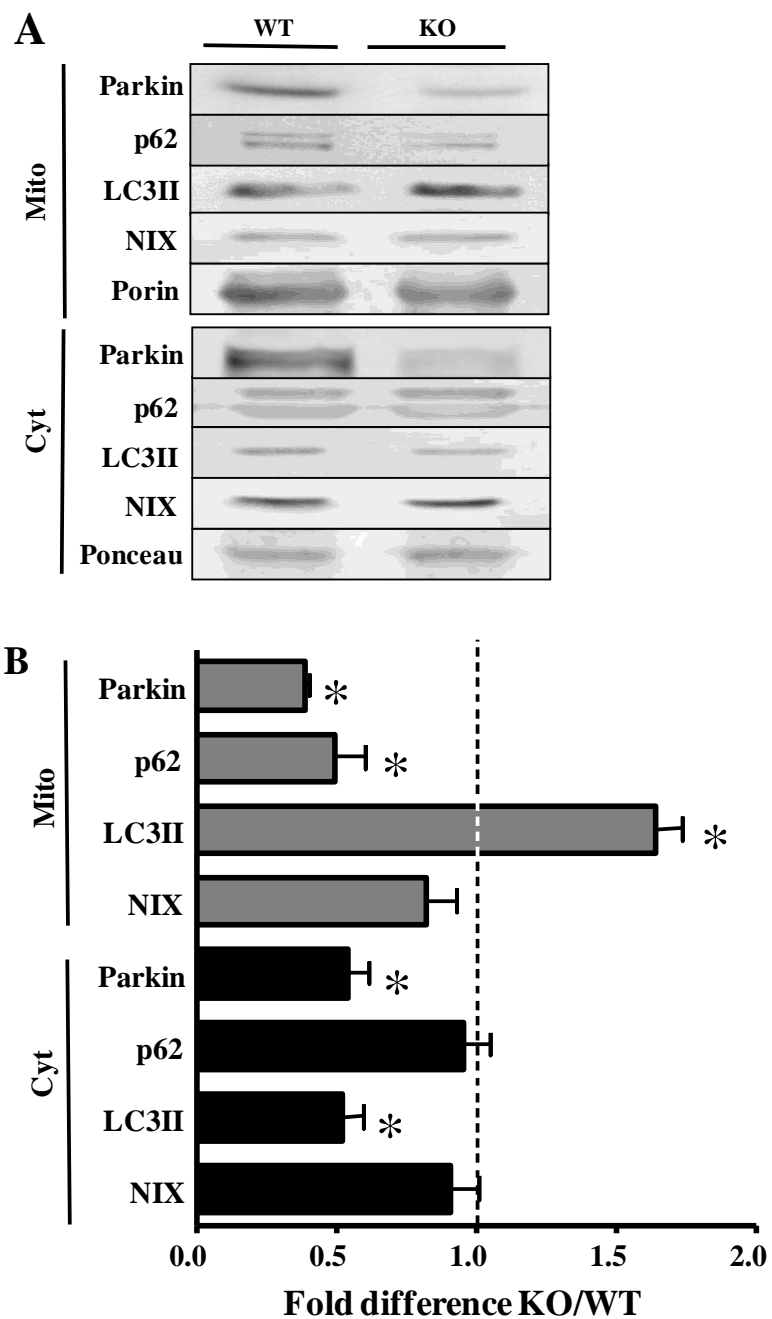 A
WT KO
Mito
Parkin
p62
LC3II
NIX
Porin
Cyt
Parkin
p62
LC3II
NIX
Ponceau
B
Mito
Parkin *
p62 *
LC3II *
NIX
Cyt
Parkin *
p62
LC3II *
NIX
0.0 0.5 1.0 1.5 2.0
Fold difference KO/WT